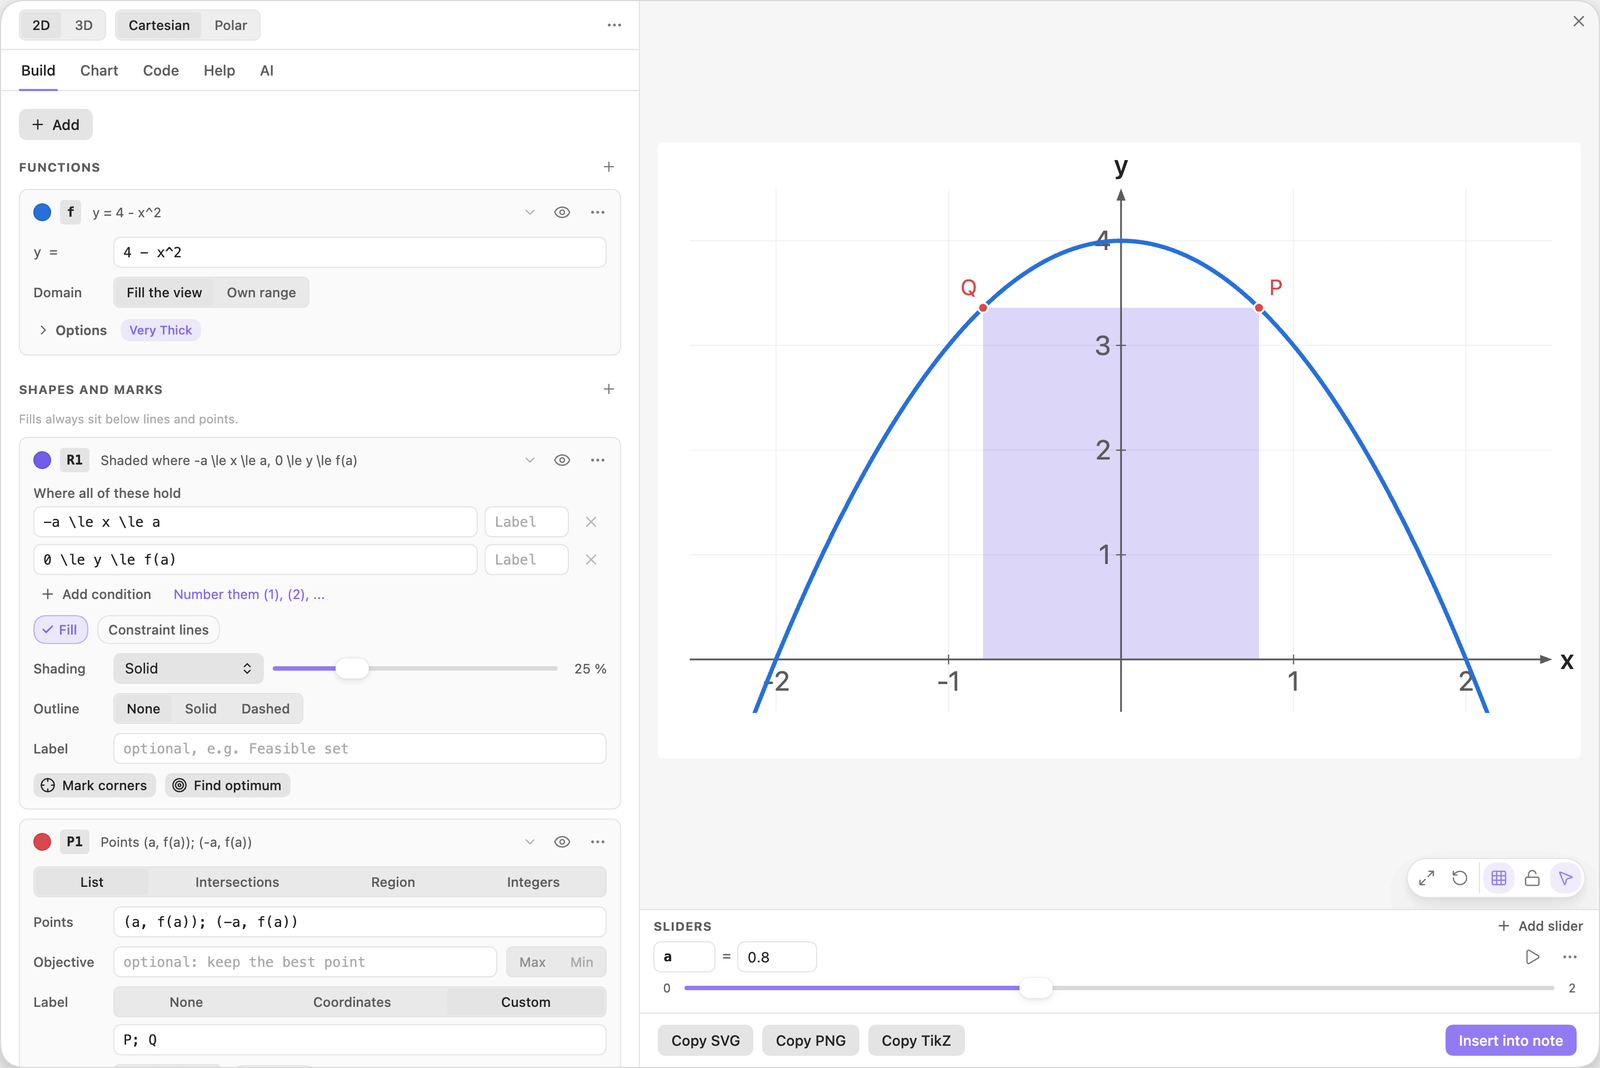 2D 3D Cartesian Polar
Build Chart Code Help AI
+ Add
FUNCTIONS
f y = 4 - x^2
y = 4 − x^2
Domain Fill the view Own range
Options Very Thick
SHAPES AND MARKS
Fills always sit below lines and points.
R1 Shaded where -a \le x \le a, 0 \le y \le f(a)
Where all of these hold
−a \le x \le a Label
0 \le y \le f(a) Label
+ Add condition Number them (1), (2), ...
Fill Constraint lines
Shading Solid 25 %
Outline None Solid Dashed
Label optional, e.g. Feasible set
Mark corners Find optimum
P1 Points (a, f(a)); (-a, f(a))
List Intersections Region Integers
Points (a, f(a)); (−a, f(a))
Objective optional: keep the best point Max Min
Label None Coordinates Custom
P; Q
y
4
Q P
3
2
1
x
-2 -1 1 2
SLIDERS + Add slider
a = 0.8
0 2
Copy SVG Copy PNG Copy TikZ Insert into note